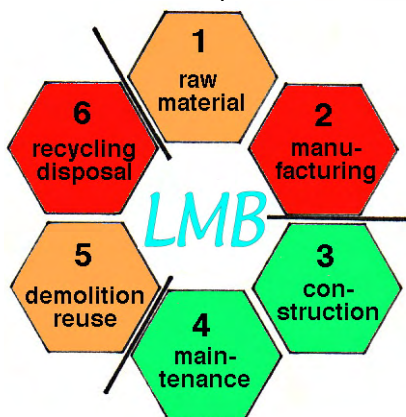 1
raw
material
2
manu-
facturing
3
con-
struction
4
main-
tenance
5
demolition
reuse
6
recycling
disposal
LMB